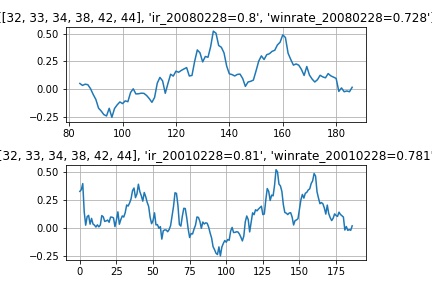 [[32, 33, 34, 38, 42, 44], 'ir_20080228=0.8', 'winrate_20080228=0.728']
0.50
0.25
0.00
−0.25
80 100 120 140 160 180
[32, 33, 34, 38, 42, 44], 'ir_20010228=0.81', 'winrate_20010228=0.781'
0.50
0.25
0.00
−0.25
0 25 50 75 100 125 150 175